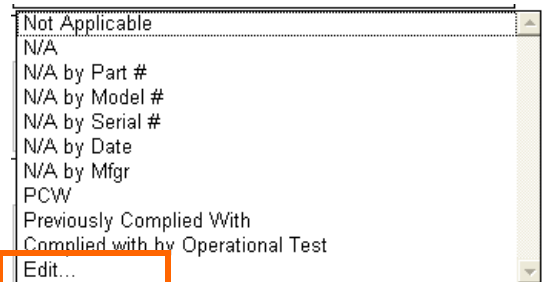 Not Applicable
N/A
N/A by Part #
N/A by Model #
N/A by Serial #
N/A by Date
N/A by Mfgr
PCW
Previously Complied With
Complied with by Operational Test
Edit...